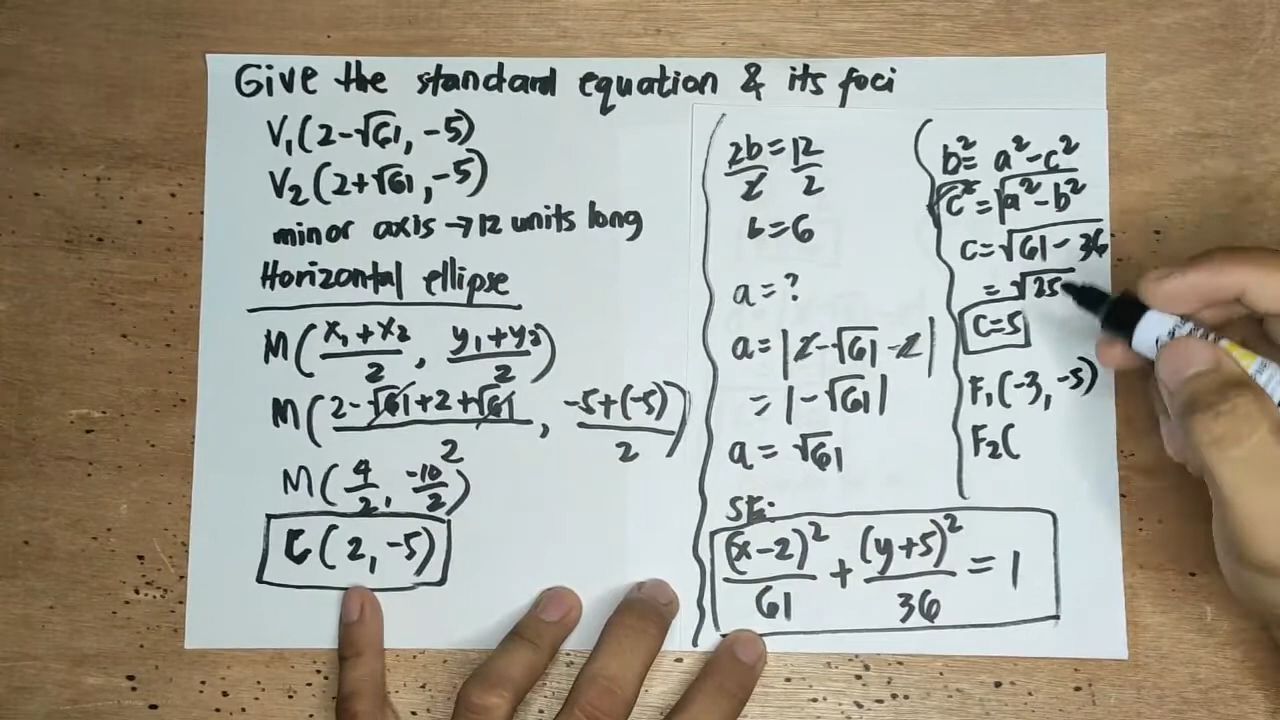 Give the standard equation & its foci
V₁(2-√61, -5)
V₂(2+√61, -5)
minor axis → 12 units long
Horizontal ellipse
M((x₁+x₂)/2, (y₁+y₂)/2)
M((2-√61+2+√61)/2, (-5+(-5))/2)
M(4/2, -10/2)
C(2, -5)
2b/2 = 12/2
b=6
a=?
a=|2-√61-2|
=|-√61|
a=√61
SE:
(x-2)²/61 + (y+5)²/36 = 1
b²= a²-c²
√c² = √a²-b²
c=√61-36
=√25
c=5
F₁(-3, -5)
F₂(